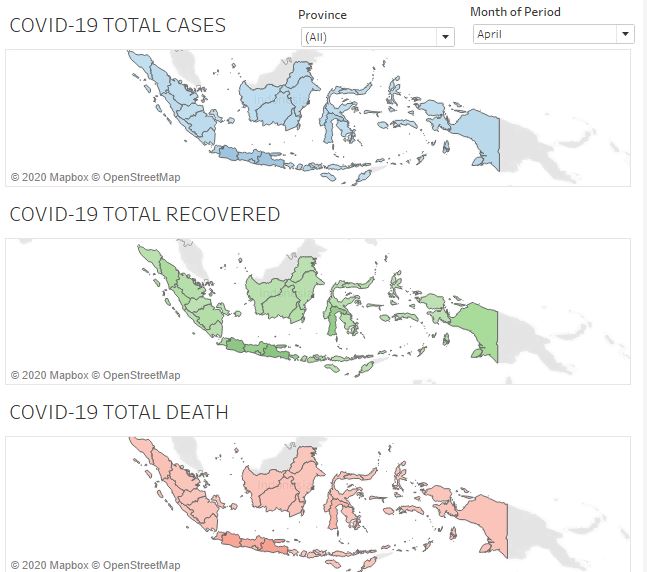 COVID-19 TOTAL CASES
Province
(All)
Month of Period
April
© 2020 Mapbox © OpenStreetMap
COVID-19 TOTAL RECOVERED
© 2020 Mapbox © OpenStreetMap
COVID-19 TOTAL DEATH
© 2020 Mapbox © OpenStreetMap